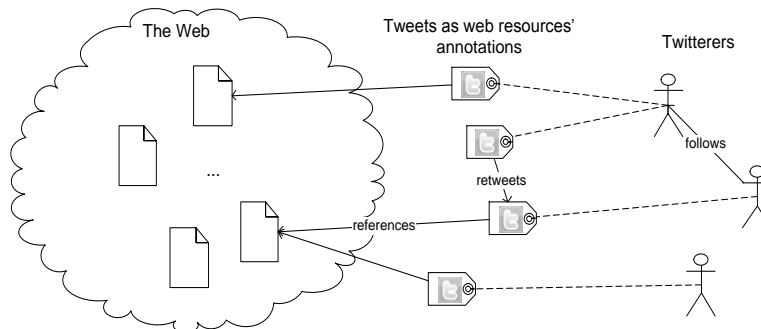 The Web
Tweets as web resources'
annotations
Twitterers
follows
...
retweets
references